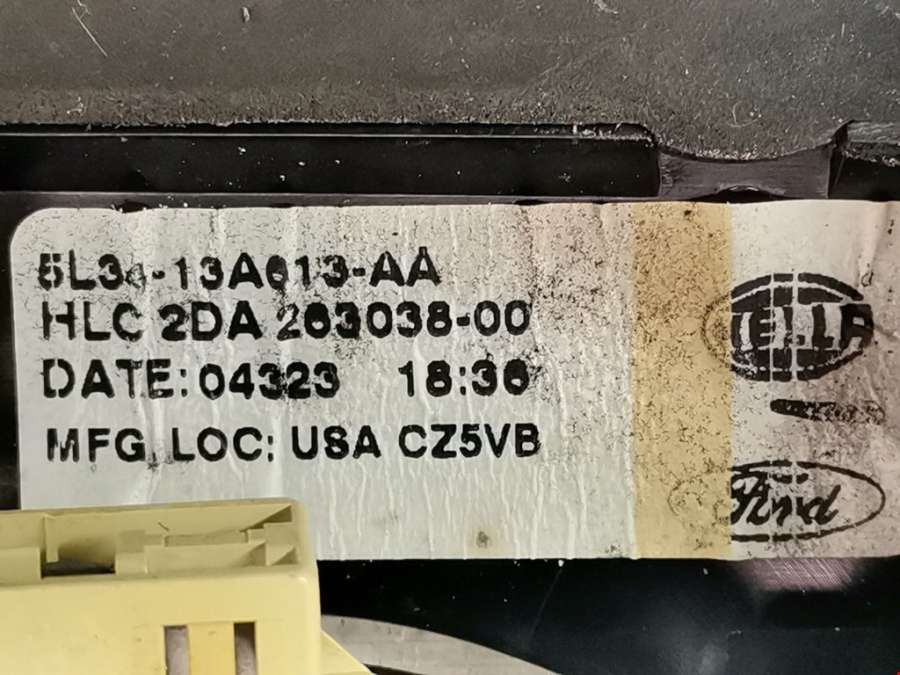 5L34-13A613-AA
HLC 2DA 263038-00
DATE: 04323 18:36
MFG. LOC: USA CZ5VB
HELLA
Ford